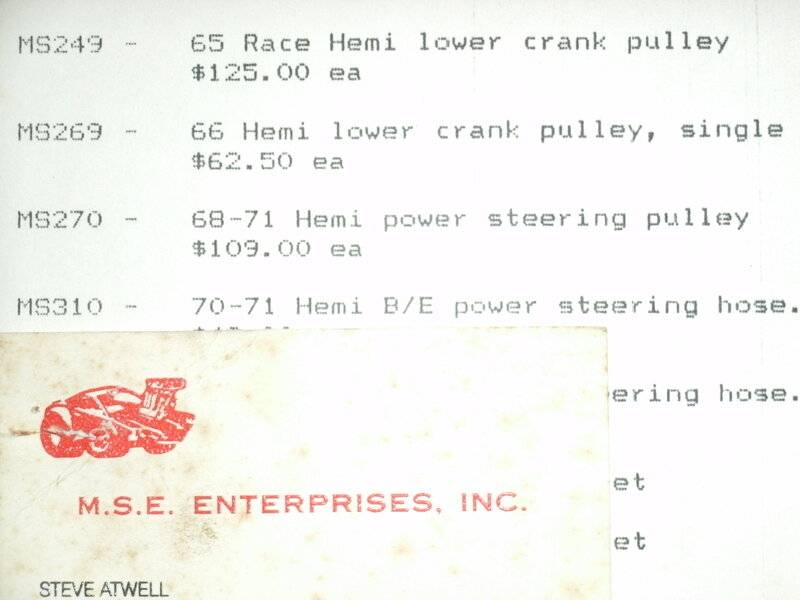 MS249 - 65 Race Hemi lower crank pulley
$125.00 ea
MS269 - 66 Hemi lower crank pulley, single
$62.50 ea
MS270 - 68-71 Hemi power steering pulley
$109.00 ea
MS310 - 70-71 Hemi B/E power steering hose.
ering hose.
et
et
M.S.E. ENTERPRISES, INC.
STEVE ATWELL